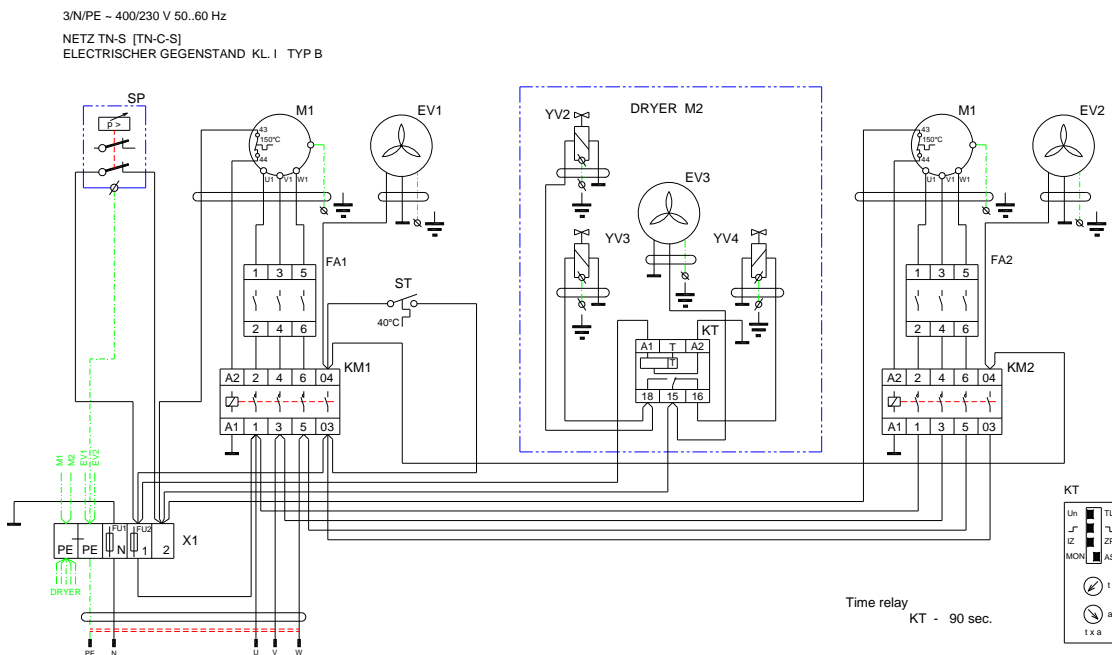 3/N/PE ~ 400/230 V 50..60 Hz
NETZ TN-S [TN-C-S]
ELECTRISCHER GEGENSTAND KL. I TYP B
SP
p >
M1
43
150°C
44
U1 V1 W1
EV1
DRYER M2
YV2
EV3
YV3
YV4
M1
43
150°C
44
U1 V1 W1
EV2
1 3 5
FA1
2 4 6
ST
40°C
KT
A1 T A2
T
18 15 16
1 3 5
FA2
2 4 6
KM1
A2 2 4 6 04
A1 1 3 5 03
KM2
A2 2 4 6 04
A1 1 3 5 03
M1
M2
EV1
EV2
FU1
FU2
X1
PE PE N 1 2
DRYER
PE N U V W
Time relay
KT - 90 sec.
KT
Un
TL
IZ
ZP
MON
AS
t
a
t x a